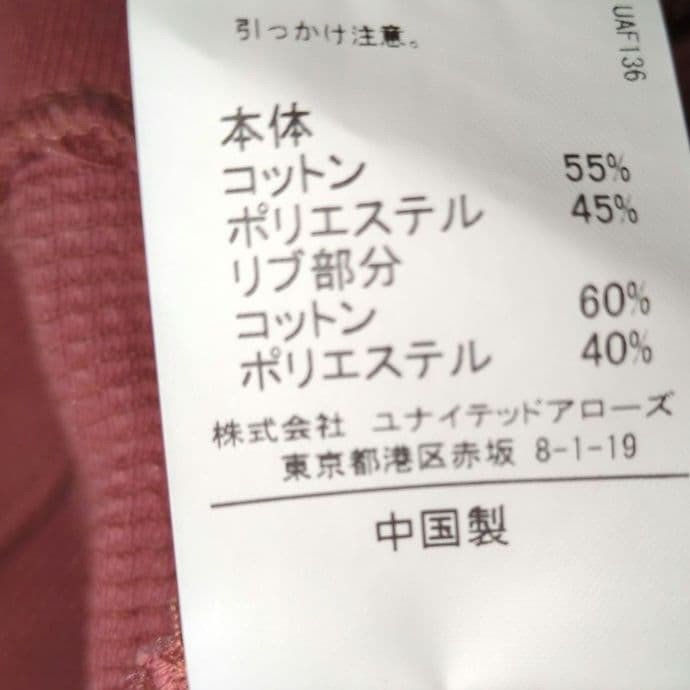 引っかけ注意。
UAF136
本体
コットン 55%
ポリエステル 45%
リブ部分
コットン 60%
ポリエステル 40%
株式会社 ユナイテッドアローズ
東京都港区赤坂 8-1-19
中国製